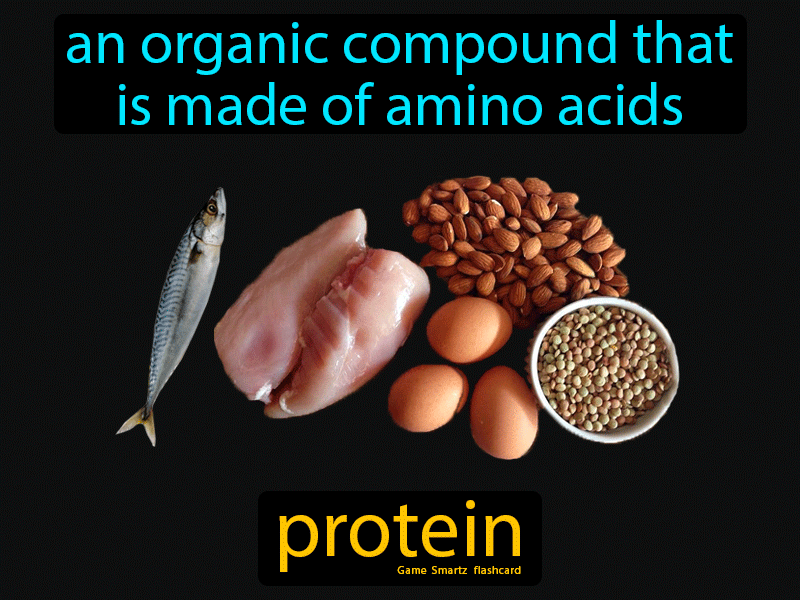 an organic compound that
is made of amino acids
protein
Game Smartz flashcard